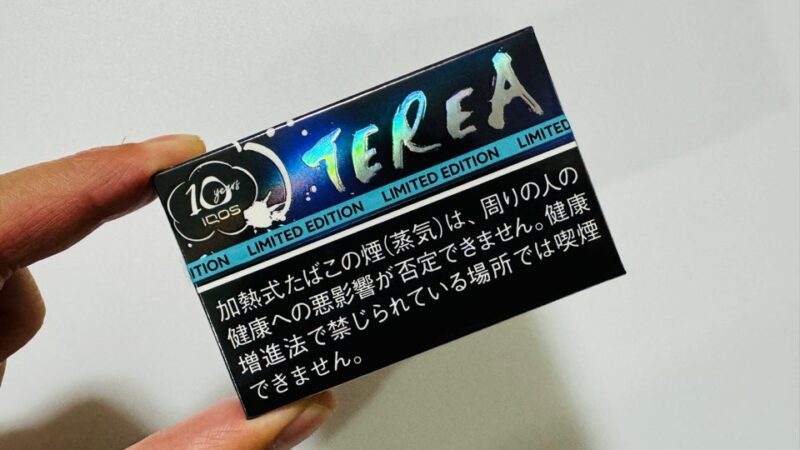 TEREA
10 years
IQOS
ITION LIMITED EDITION LIMITED EDITION LIMITED
加熱式たばこの煙(蒸気)は、周りの人の
健康への悪影響が否定できません。健康
増進法で禁じられている場所では喫煙
できません。